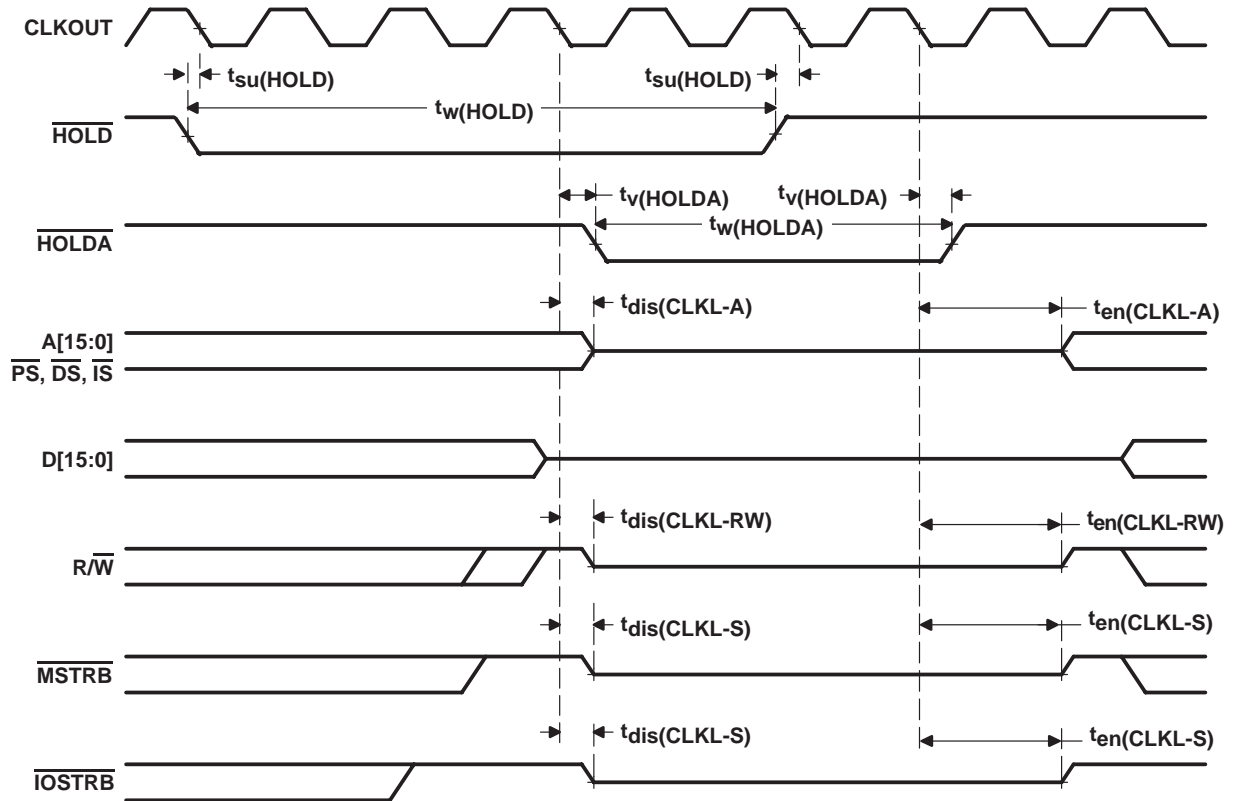 CLKOUT
tsu(HOLD)
tsu(HOLD)
tw(HOLD)
HOLD
tv(HOLDA)
tv(HOLDA)
tw(HOLDA)
HOLDA
tdis(CLKL-A)
ten(CLKL-A)
A[15:0]
PS, DS, IS
D[15:0]
tdis(CLKL-RW)
ten(CLKL-RW)
R/W
tdis(CLKL-S)
ten(CLKL-S)
MSTRB
tdis(CLKL-S)
ten(CLKL-S)
IOSTRB